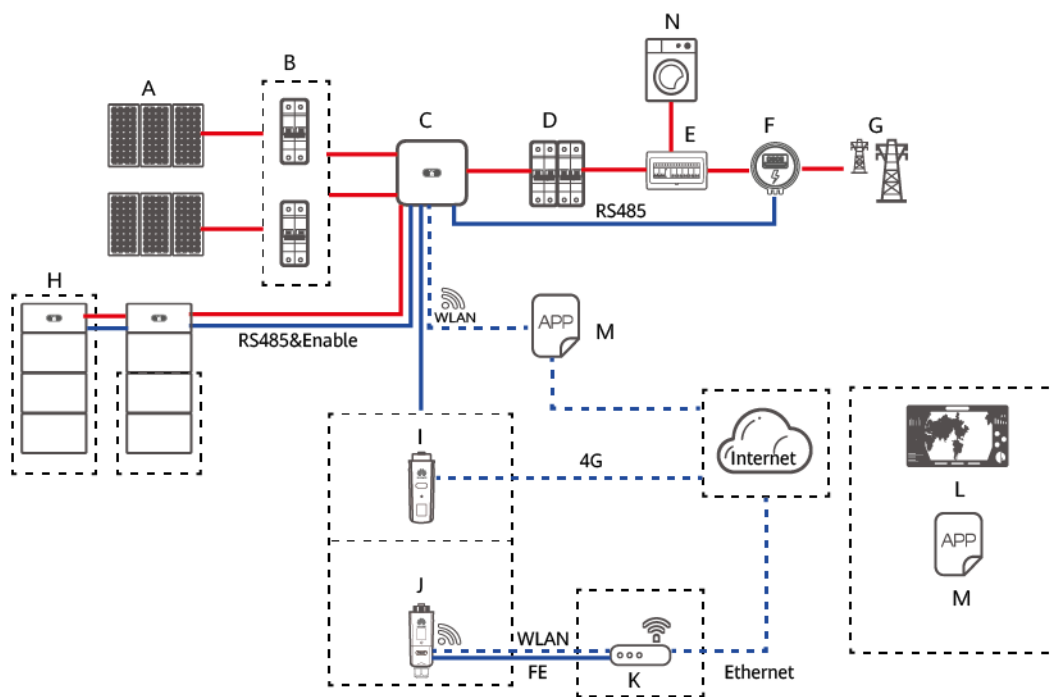 N
A
B
C
D
E
F
G
RS485
H
WLAN
APP
M
RS485&Enable
I
4G
Internet
L
APP
M
J
WLAN
FE
K
Ethernet